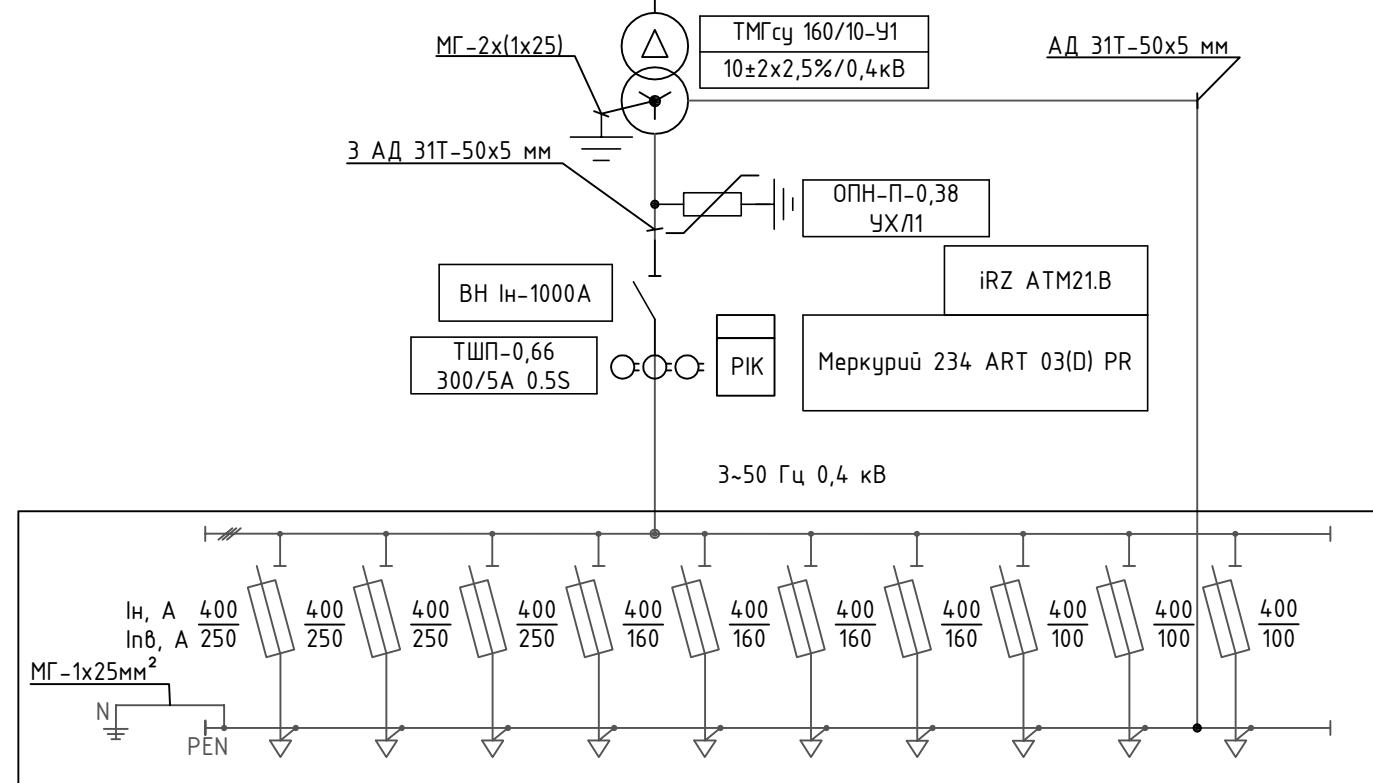 МГ-2х(1х25)
ТМГсу 160/10-У1
10±2х2,5%/0,4кВ
АД 31Т-50х5 мм
3 АД 31Т-50х5 мм
ОПН-П-0,38
УХЛ1
ВН Iн-1000А
iRZ ATM21.B
ТШП-0,66
300/5А 0.5S
PIK
Меркурий 234 ART 03(D) PR
3~50 Гц 0,4 кВ
Iн, А 400 400 400 400 400 400 400 400 400 400 400
Iпв, А 250 250 250 250 160 160 160 160 100 100 100
МГ-1х25мм²
N
PEN